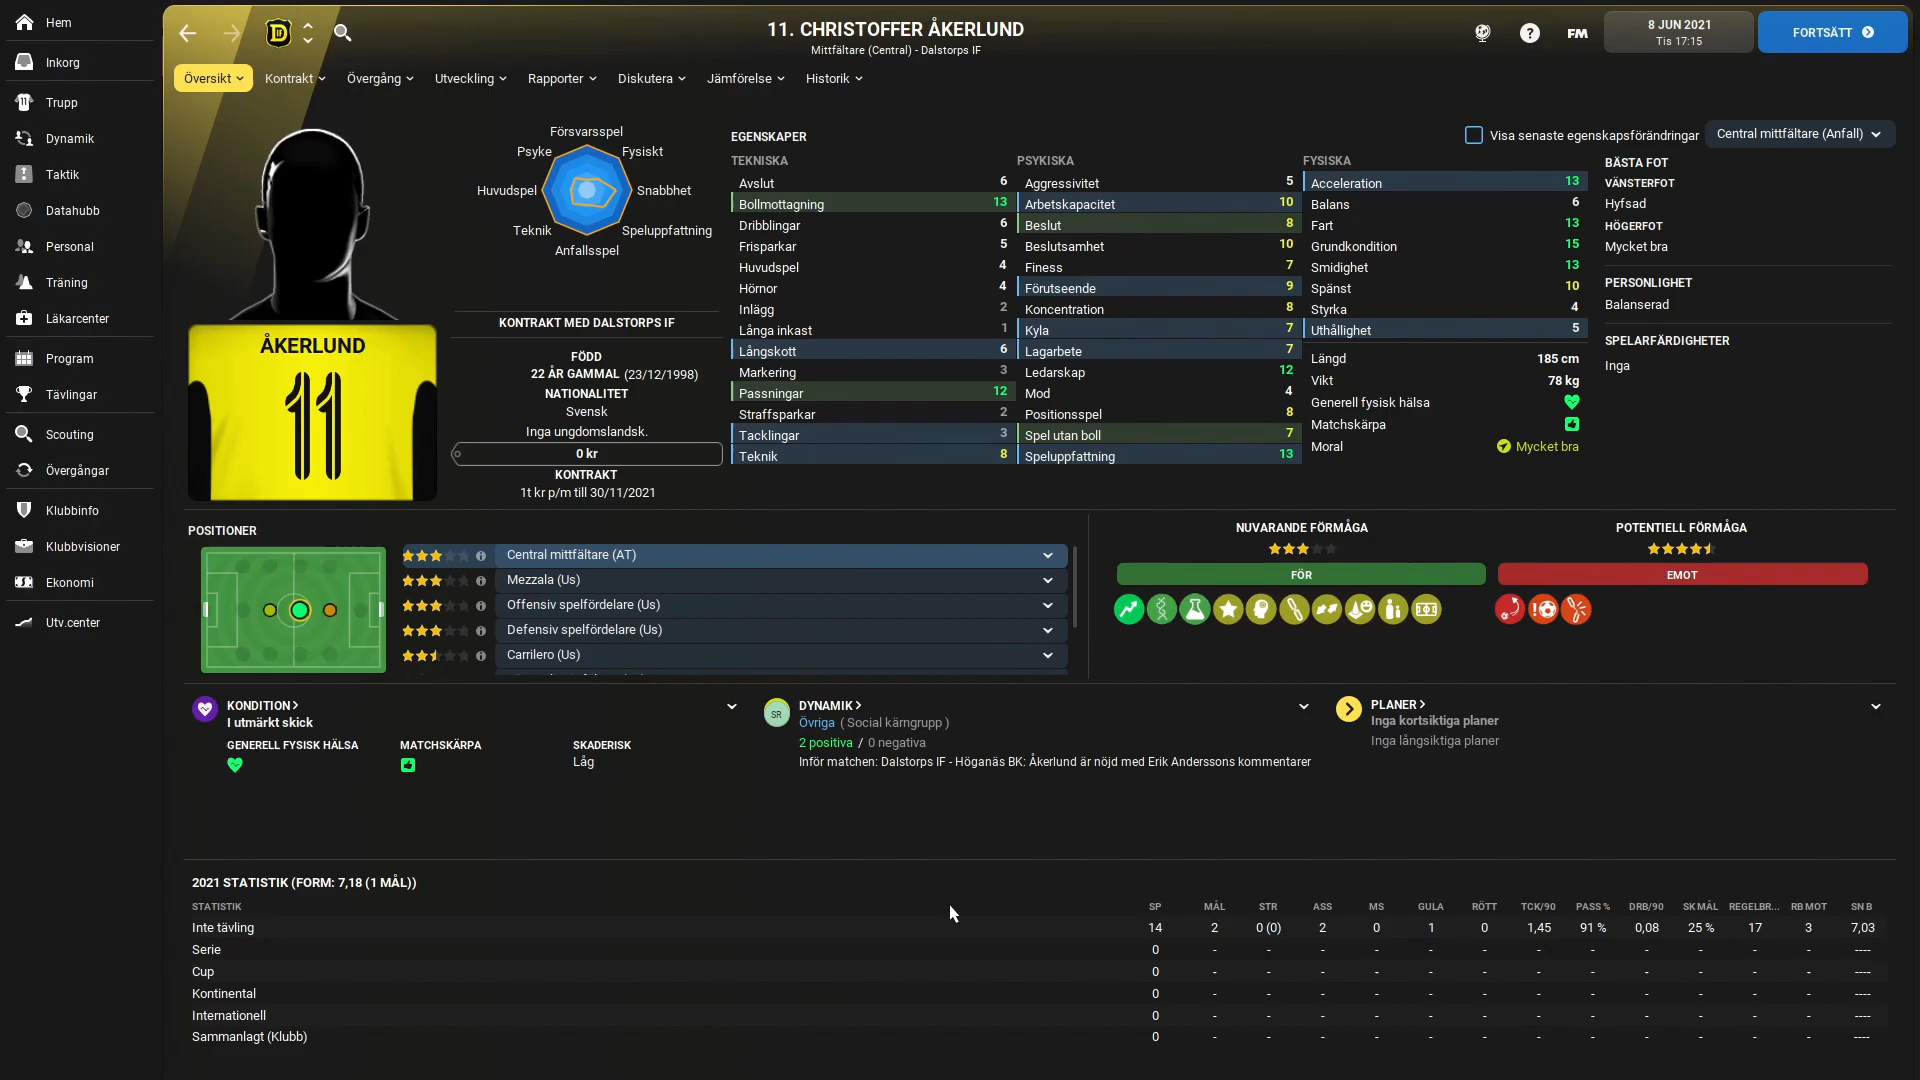 Hem
Inkorg
Trupp
Dynamik
Taktik
Datahubb
Personal
Träning
Läkarcenter
Program
Tävlingar
Scouting
Övergångar
Klubbinfo
Klubbvisioner
Ekonomi
Utv.center
11. CHRISTOFFER ÅKERLUND
Mittfältare (Central) - Dalstorps IF
FM
8 JUN 2021
Tis 17:15
FORTSÄTT
Översikt
Kontrakt
Övergång
Utveckling
Rapporter
Diskutera
Jämförelse
Historik
ÅKERLUND
11
Försvarsspel
Psyke
Fysiskt
Huvudspel
Snabbhet
Teknik
Speluppfattning
Anfallsspel
KONTRAKT MED DALSTORPS IF
FÖDD
22 ÅR GAMMAL (23/12/1998)
NATIONALITET
Svensk
Inga ungdomslandsk.
0 kr
KONTRAKT
1t kr p/m till 30/11/2021
EGENSKAPER
Visa senaste egenskapsförändringar
Central mittfältare (Anfall)
TEKNISKA
Avslut 6
Bollmottagning 13
Dribblingar 6
Frisparkar 5
Huvudspel 4
Hörnor 4
Inlägg 2
Långa inkast 1
Långskott 6
Markering 3
Passningar 12
Straffsparkar 2
Tacklingar 3
Teknik 8
PSYKISKA
Aggressivitet 5
Arbetskapacitet 10
Beslut 8
Beslutsamhet 10
Finess 7
Förutseende 9
Koncentration 8
Kyla 7
Lagarbete 7
Ledarskap 12
Mod 4
Positionsspel 8
Spel utan boll 7
Speluppfattning 13
FYSISKA
Acceleration 13
Balans 6
Fart 13
Grundkondition 15
Smidighet 13
Spänst 10
Styrka 4
Uthållighet 5
Längd 185 cm
Vikt 78 kg
Generell fysisk hälsa
Matchskärpa
Moral Mycket bra
BÄSTA FOT
VÄNSTERFOT
Hyfsad
HÖGERFOT
Mycket bra
PERSONLIGHET
Balanserad
SPELARFÄRDIGHETER
Inga
POSITIONER
Central mittfältare (AT)
Mezzala (Us)
Offensiv spelfördelare (Us)
Defensiv spelfördelare (Us)
Carrilero (Us)
NUVARANDE FÖRMÅGA
POTENTIELL FÖRMÅGA
FÖR
EMOT
KONDITION
I utmärkt skick
GENERELL FYSISK HÄLSA
MATCHSKÄRPA
SKADERISK
Låg
SR
DYNAMIK
Övriga ( Social kärngrupp )
2 positiva / 0 negativa
Inför matchen: Dalstorps IF - Höganäs BK: Åkerlund är nöjd med Erik Anderssons kommentarer
PLANER
Inga kortsiktiga planer
Inga långsiktiga planer
2021 STATISTIK (FORM: 7,18 (1 MÅL))
STATISTIK SP MÅL STR ASS MS GULA RÖTT TCK/90 PASS % DRB/90 SK MÅL REGELBR... RB MOT SN B
Inte tävling 14 2 0 (0) 2 0 1 0 1,45 91 % 0,08 25 % 17 3 7,03
Serie 0 - - - - - - - - - - - - ----
Cup 0 - - - - - - - - - - - - ----
Kontinental 0 - - - - - - - - - - - - ----
Internationell 0 - - - - - - - - - - - - ----
Sammanlagt (Klubb) 0 - - - - - - - - - - - - ----